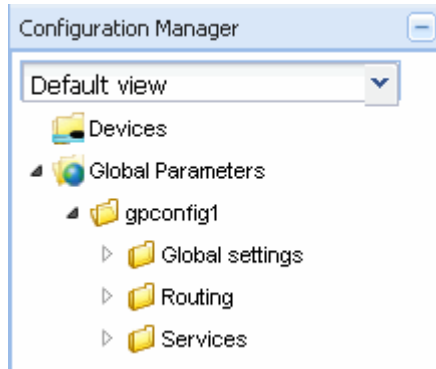 Configuration Manager
Default view
Devices
Global Parameters
gpconfig1
Global settings
Routing
Services